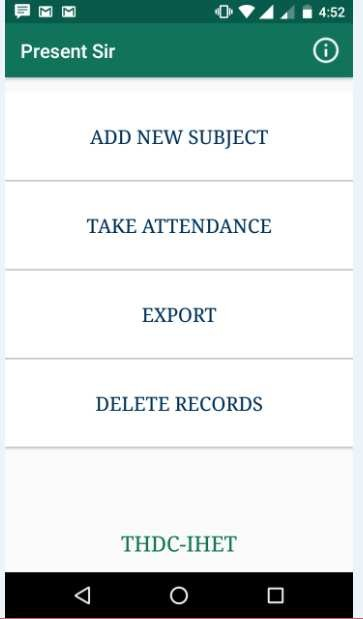 4:52
Present Sir
ADD NEW SUBJECT
TAKE ATTENDANCE
EXPORT
DELETE RECORDS
THDC-IHET